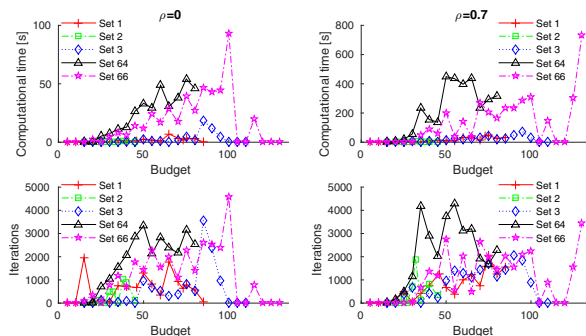 ρ=0
Computational time [s]
100
50
0
Set 1
Set 2
Set 3
Set 64
Set 66
0
50
100
Budget
ρ=0.7
Computational time [s]
800
600
400
200
0
Set 1
Set 2
Set 3
Set 64
Set 66
0
50
100
Budget
Iterations
5000
4000
3000
2000
1000
0
Set 1
Set 2
Set 3
Set 64
Set 66
0
50
100
Budget
Iterations
5000
4000
3000
2000
1000
0
Set 1
Set 2
Set 3
Set 64
Set 66
0
50
100
Budget